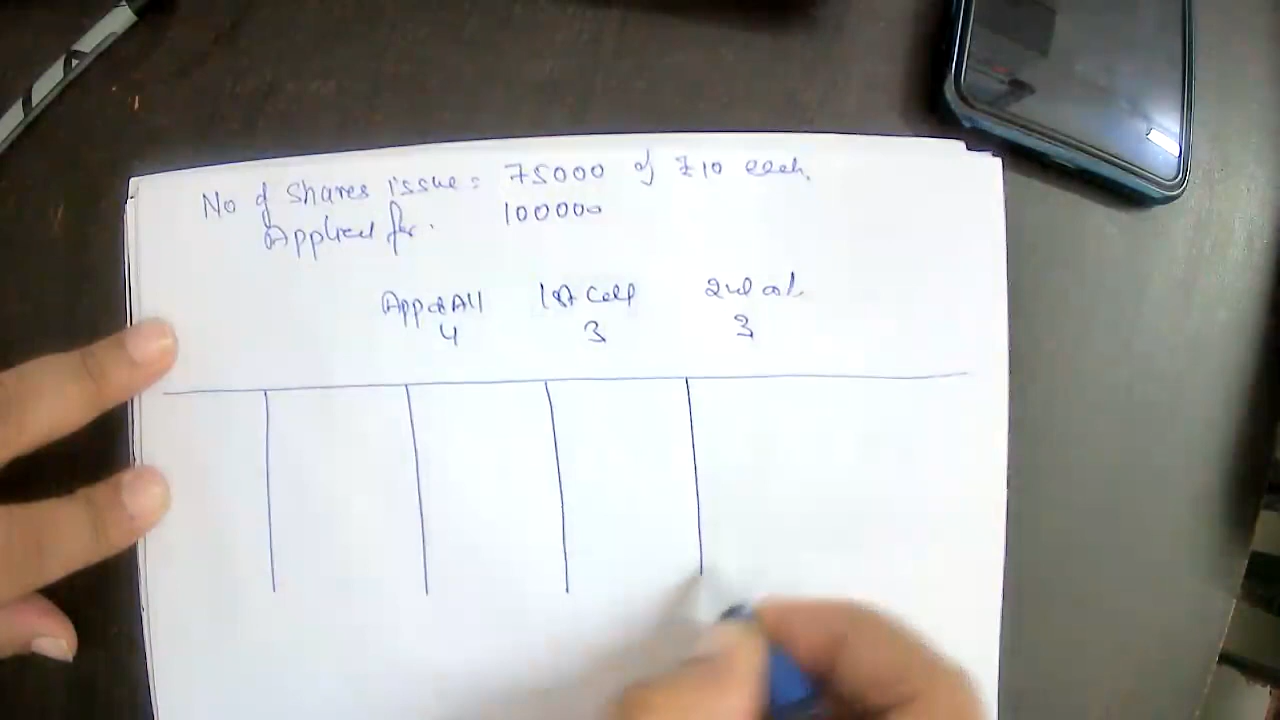 No of Shares issue = 75000 of ₹10 each.
Applied for. 100000
App & All 1st Call 2nd call
4 3 3